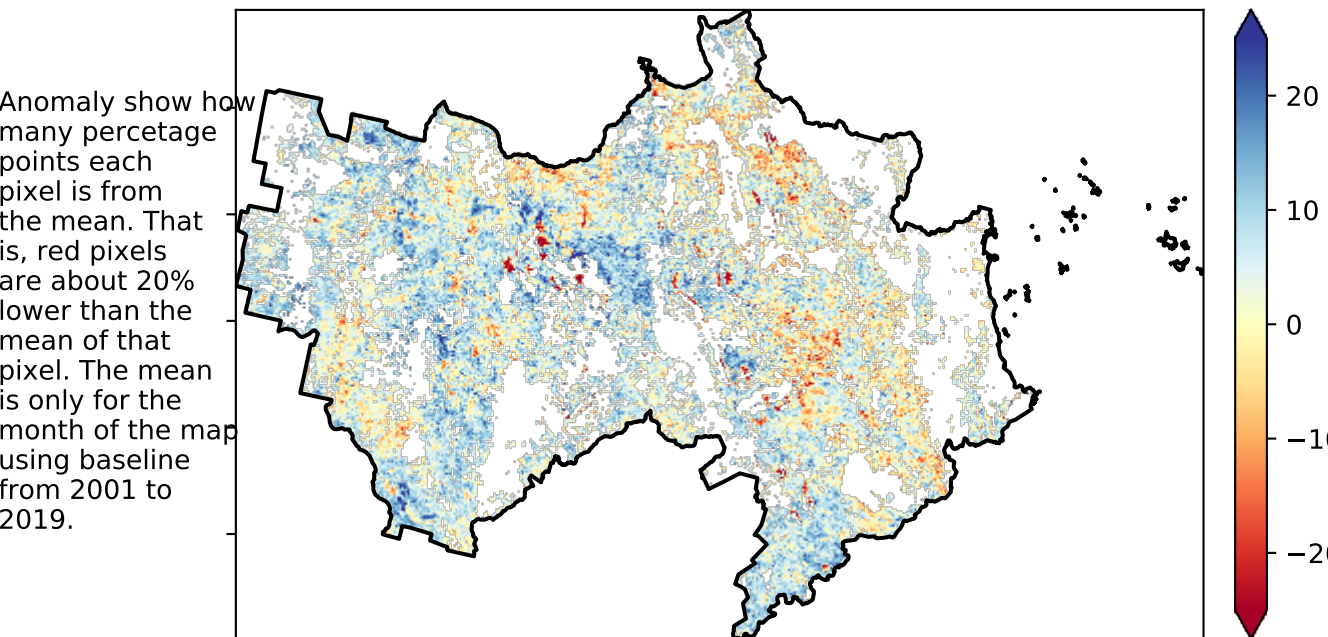 Anomaly show how
many percetage
points each
pixel is from
the mean. That
is, red pixels
are about 20%
lower than the
mean of that
pixel. The mean
is only for the
month of the map
using baseline
from 2001 to
2019.
20
10
0
−10
−20